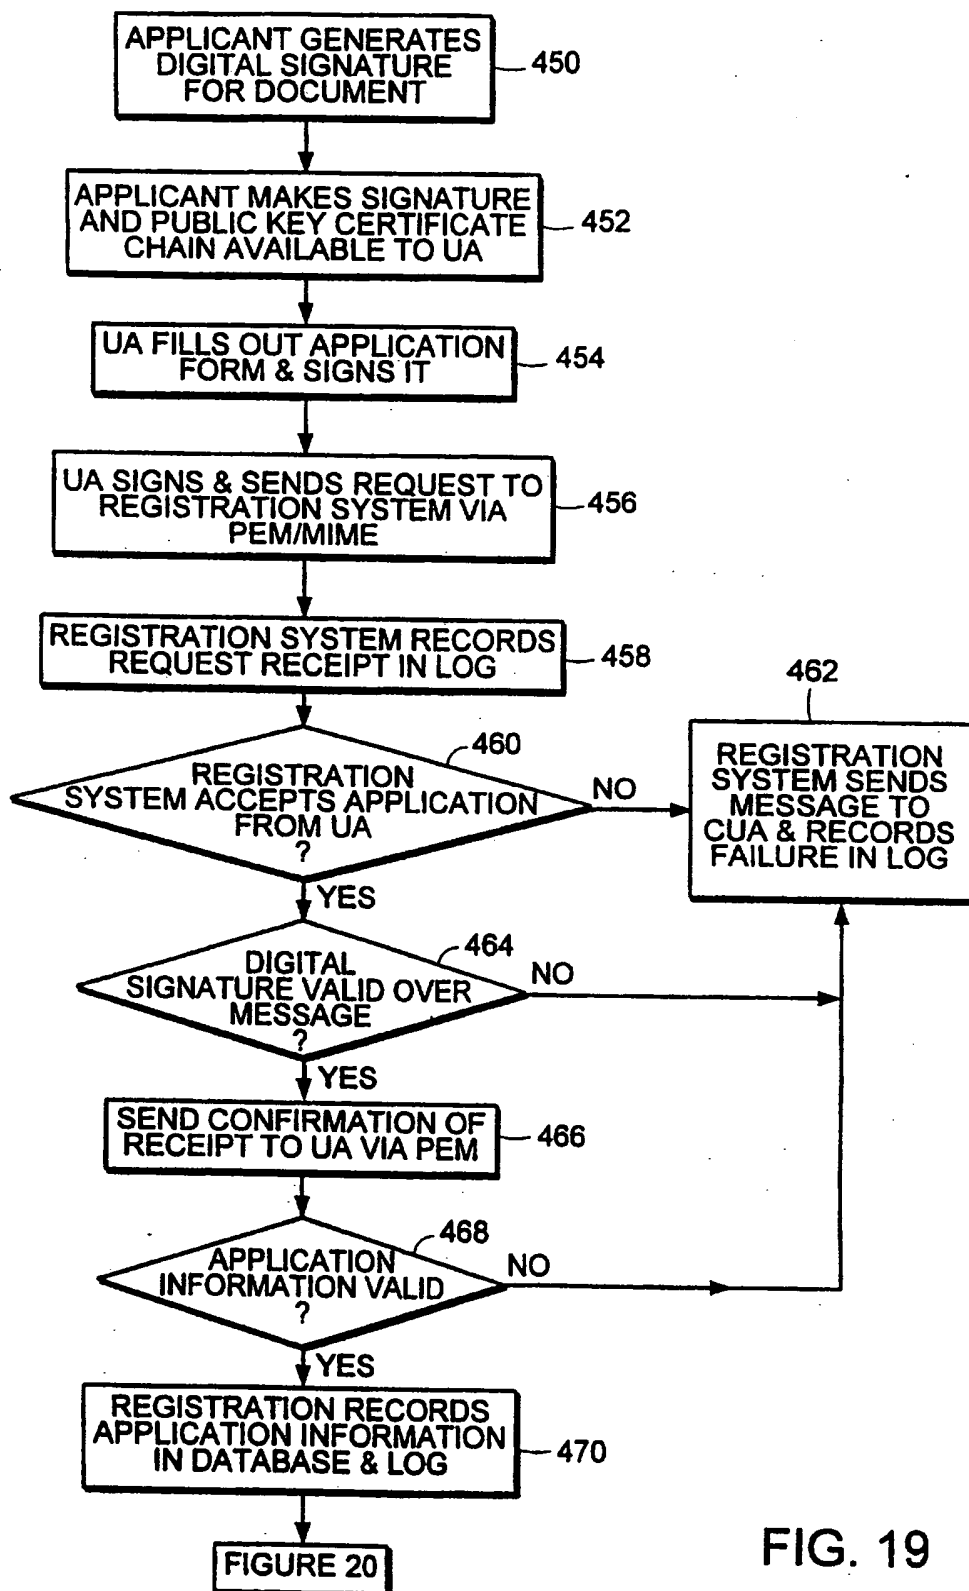 APPLICANT GENERATES
DIGITAL SIGNATURE
FOR DOCUMENT
450
APPLICANT MAKES SIGNATURE
AND PUBLIC KEY CERTIFICATE
CHAIN AVAILABLE TO UA
452
UA FILLS OUT APPLICATION
FORM & SIGNS IT
454
UA SIGNS & SENDS REQUEST TO
REGISTRATION SYSTEM VIA
PEM/MIME
456
REGISTRATION SYSTEM RECORDS
REQUEST RECEIPT IN LOG
458
460
REGISTRATION
SYSTEM ACCEPTS APPLICATION
FROM UA
?
NO
YES
462
REGISTRATION
SYSTEM SENDS
MESSAGE TO
CUA & RECORDS
FAILURE IN LOG
464
DIGITAL
SIGNATURE VALID OVER
MESSAGE
?
NO
YES
SEND CONFIRMATION OF
RECEIPT TO UA VIA PEM
466
468
APPLICATION
INFORMATION VALID
?
NO
YES
REGISTRATION RECORDS
APPLICATION INFORMATION
IN DATABASE & LOG
470
FIGURE 20
FIG. 19